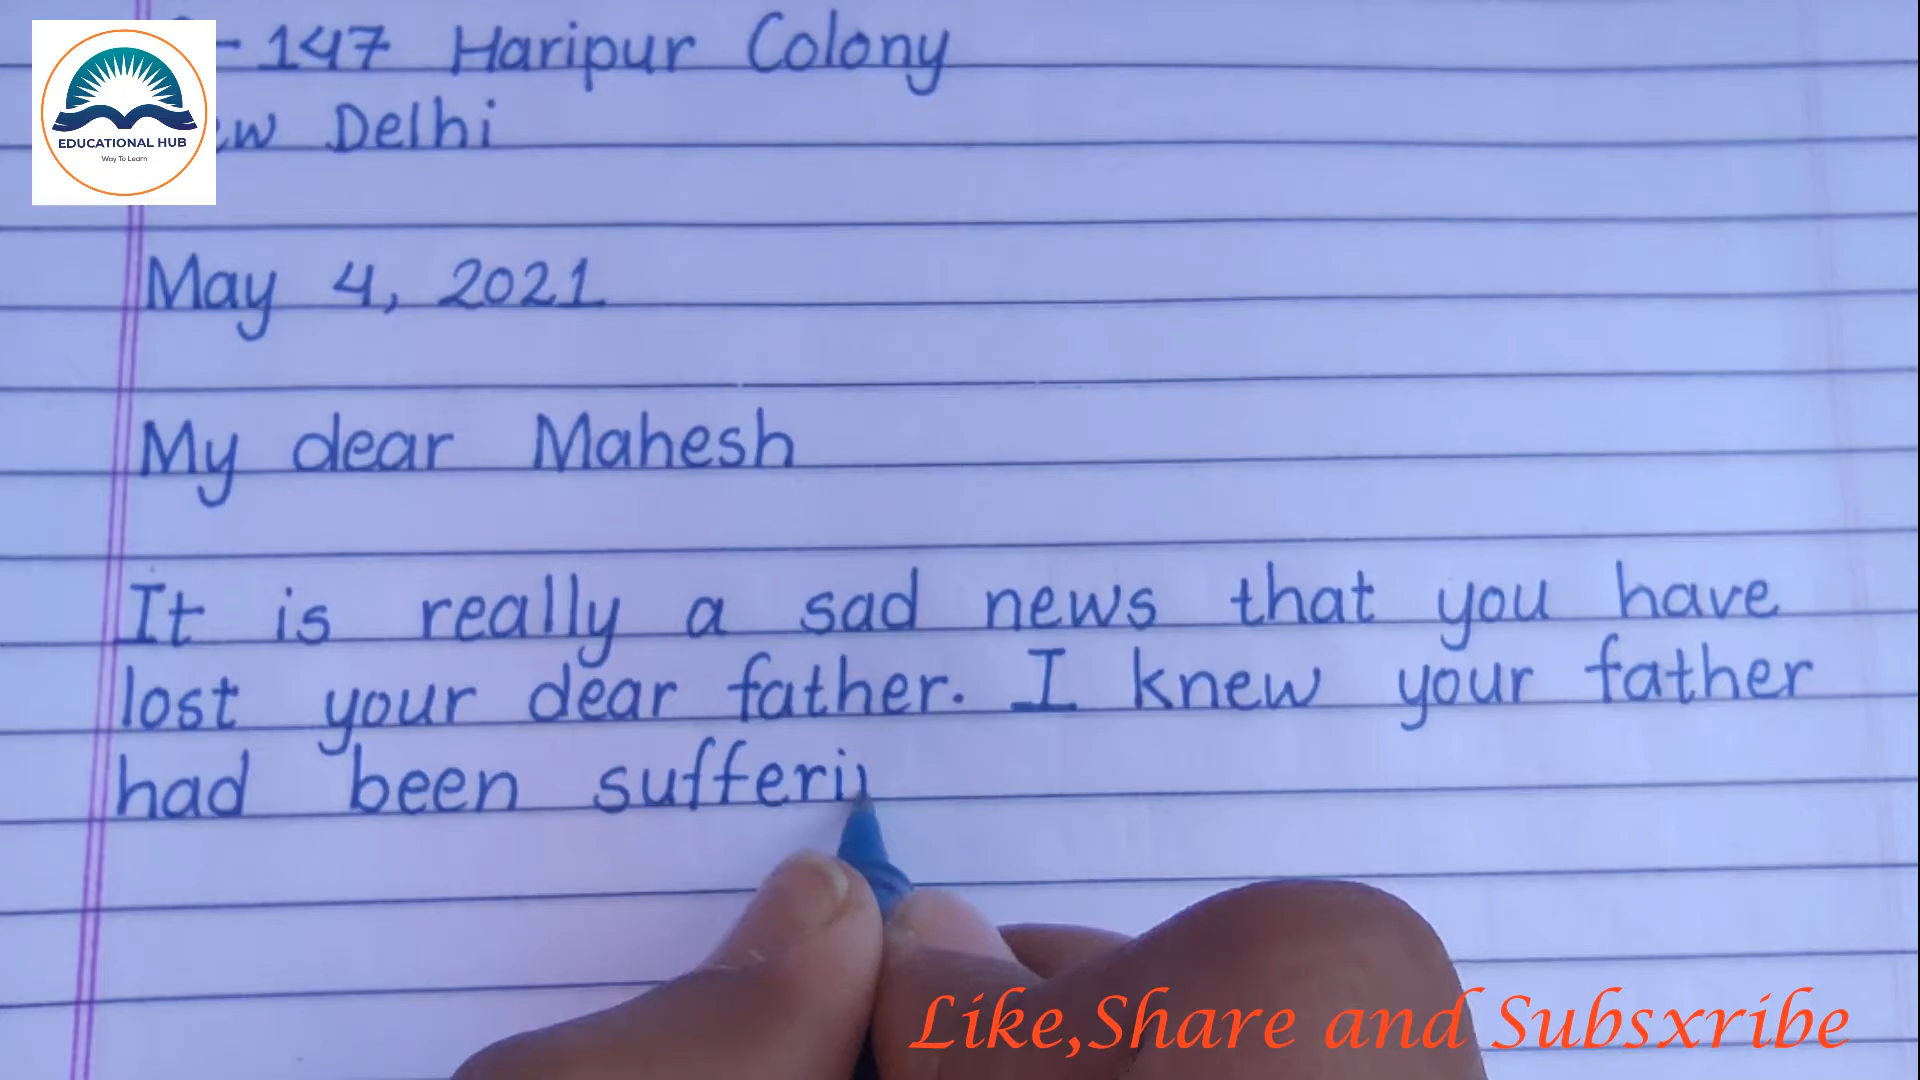 - 147 Haripur Colony
EDUCATIONAL HUB
Way To Learn
Delhi
May 4, 2021
My dear Mahesh
It is really a sad news that you have
lost your dear father. I knew your father
had been
Like,Share and Subsxribe